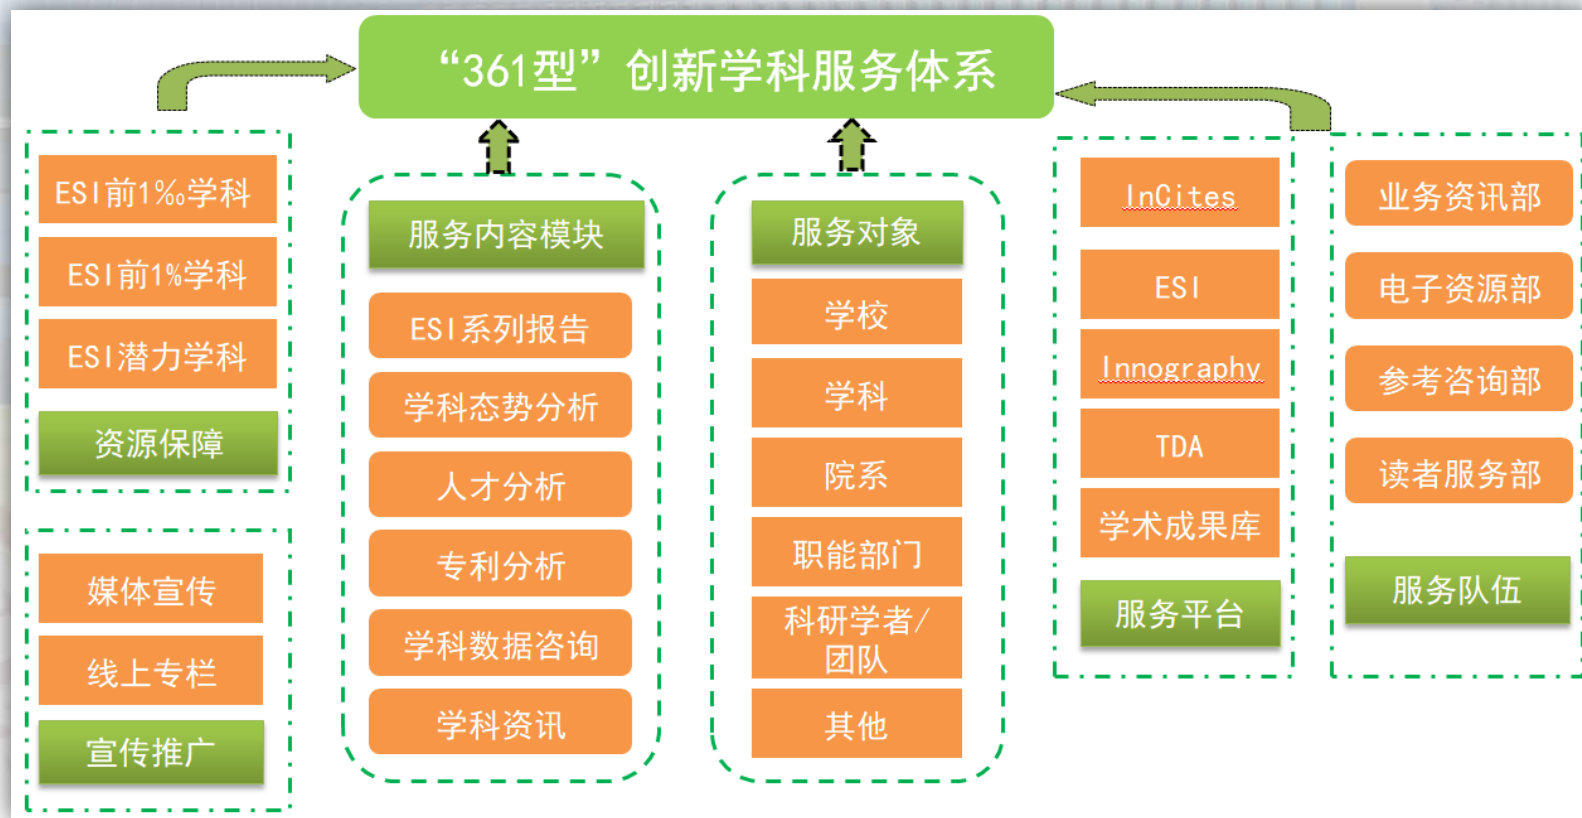 “361型”创新学科服务体系
ESI前1‰学科
ESI前1%学科
ESI潜力学科
资源保障
媒体宣传
线上专栏
宣传推广
服务内容模块
ESI系列报告
学科态势分析
人才分析
专利分析
学科数据咨询
学科资讯
服务对象
学校
学科
院系
职能部门
科研学者/
团队
其他
InCites
ESI
Innography
TDA
学术成果库
服务平台
业务资讯部
电子资源部
参考咨询部
读者服务部
服务队伍